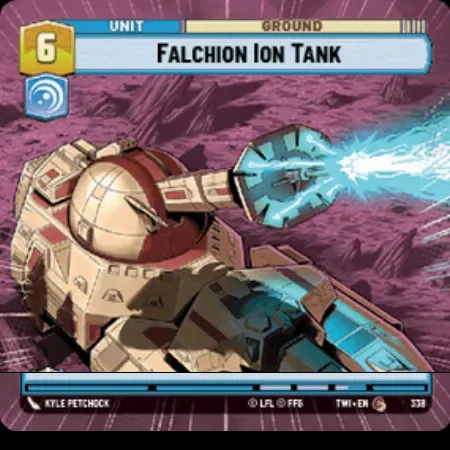 UNIT
GROUND
6
FALCHION ION TANK
KYLE PETCHOCK
Ⓒ LFL Ⓒ FFG
TWI • EN
338